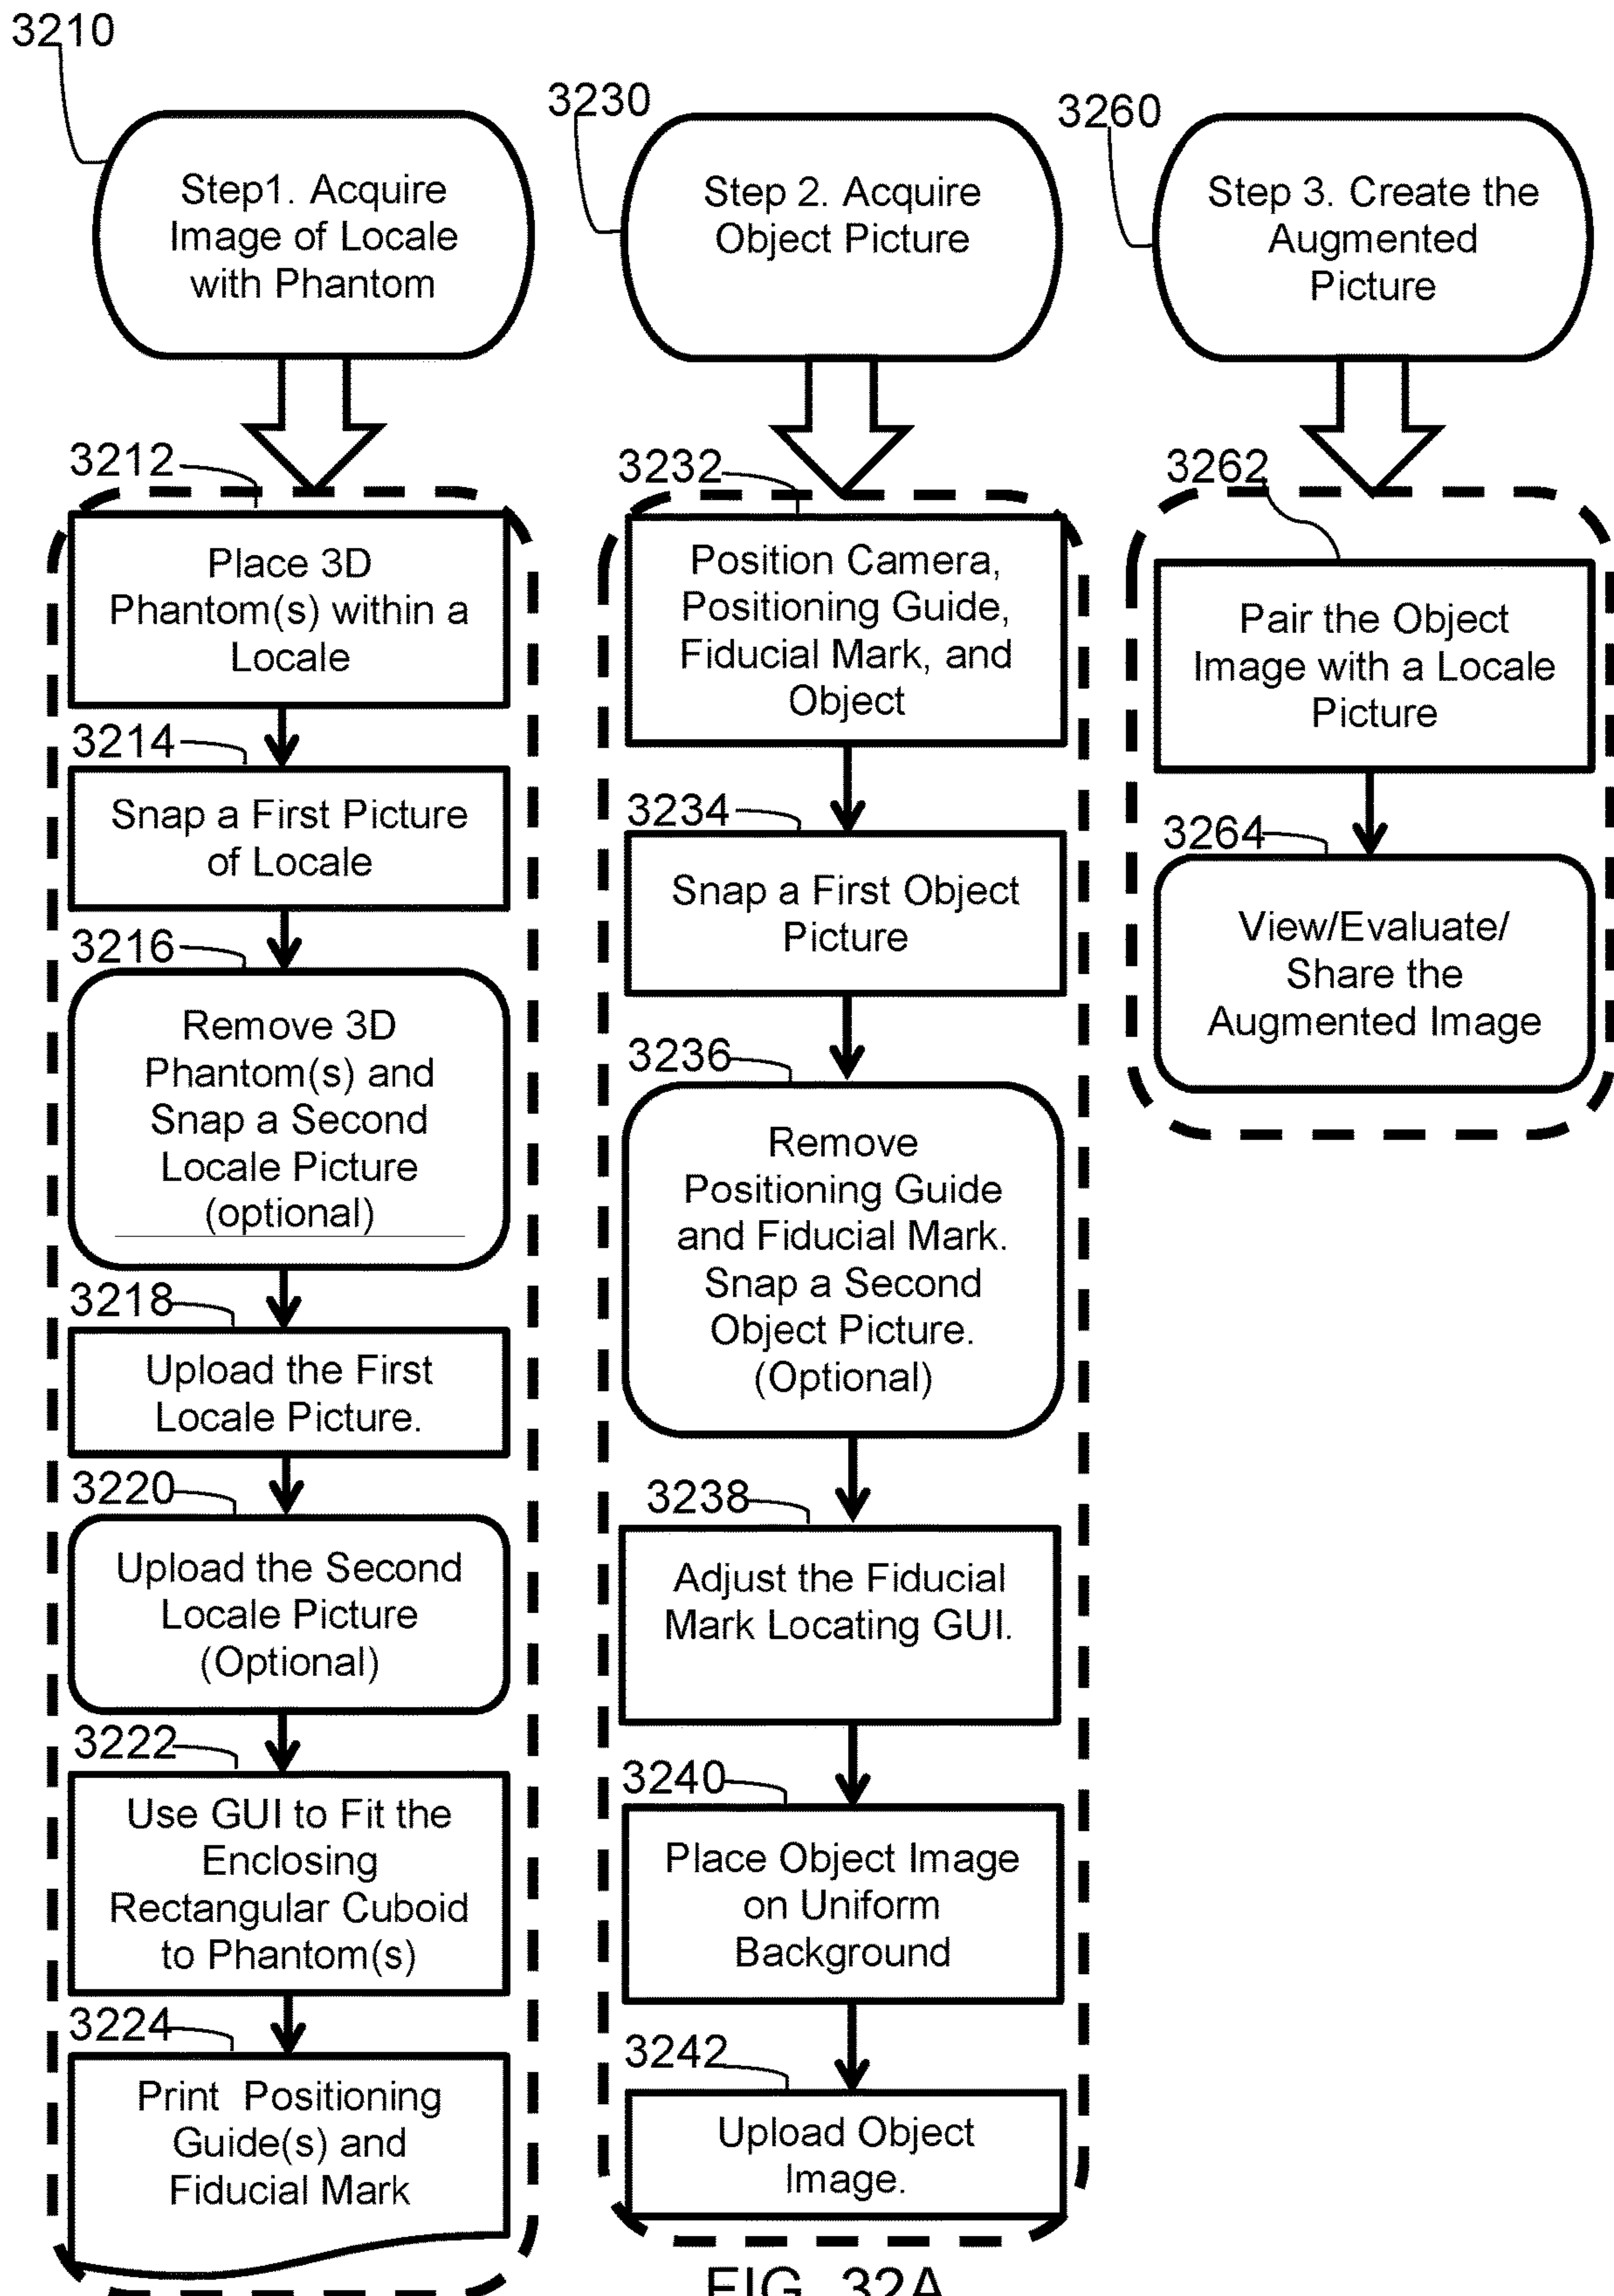 3210
Step1. Acquire
Image of Locale
with Phantom
3212
Place 3D
Phantom(s) within a
Locale
3214
Snap a First Picture
of Locale
3216
Remove 3D
Phantom(s) and
Snap a Second
Locale Picture
(optional)
3218
Upload the First
Locale Picture.
3220
Upload the Second
Locale Picture
(Optional)
3222
Use GUI to Fit the
Enclosing
Rectangular Cuboid
to Phantom(s)
3224
Print Positioning
Guide(s) and
Fiducial Mark
3230
Step 2. Acquire
Object Picture
3232
Position Camera,
Positioning Guide,
Fiducial Mark, and
Object
3234
Snap a First Object
Picture
3236
Remove
Positioning Guide
and Fiducial Mark.
Snap a Second
Object Picture.
(Optional)
3238
Adjust the Fiducial
Mark Locating GUI.
3240
Place Object Image
on Uniform
Background
3242
Upload Object
Image.
3260
Step 3. Create the
Augmented
Picture
3262
Pair the Object
Image with a Locale
Picture
3264
View/Evaluate/
Share the
Augmented Image
FIG. 32A